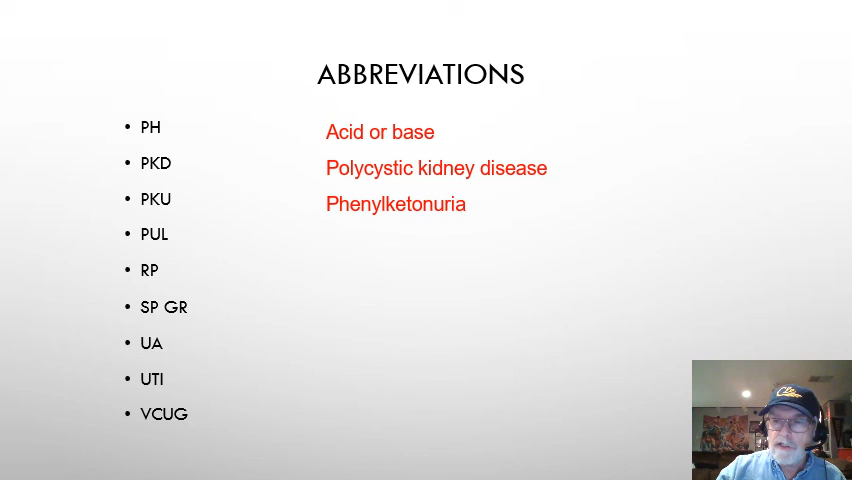 ABBREVIATIONS
• PH Acid or base
• PKD Polycystic kidney disease
• PKU Phenylketonuria
• PUL
• RP
• SP GR
• UA
• UTI
• VCUG